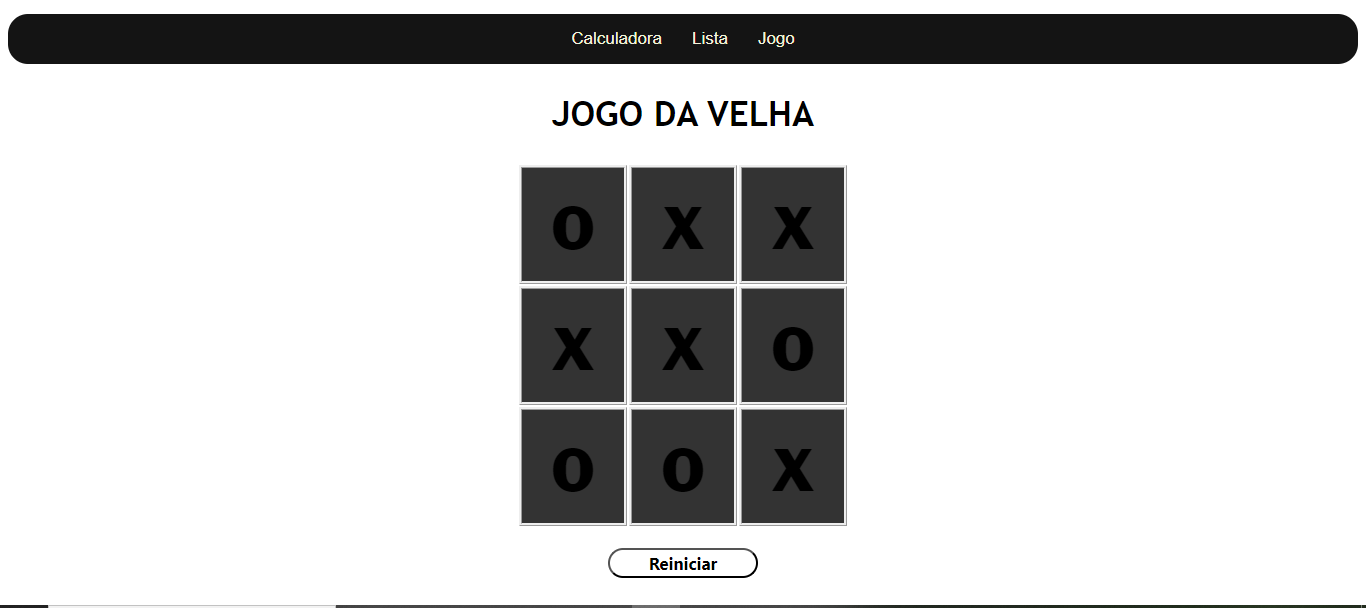 Calculadora Lista Jogo
JOGO DA VELHA
O X X
X X O
O O X
Reiniciar